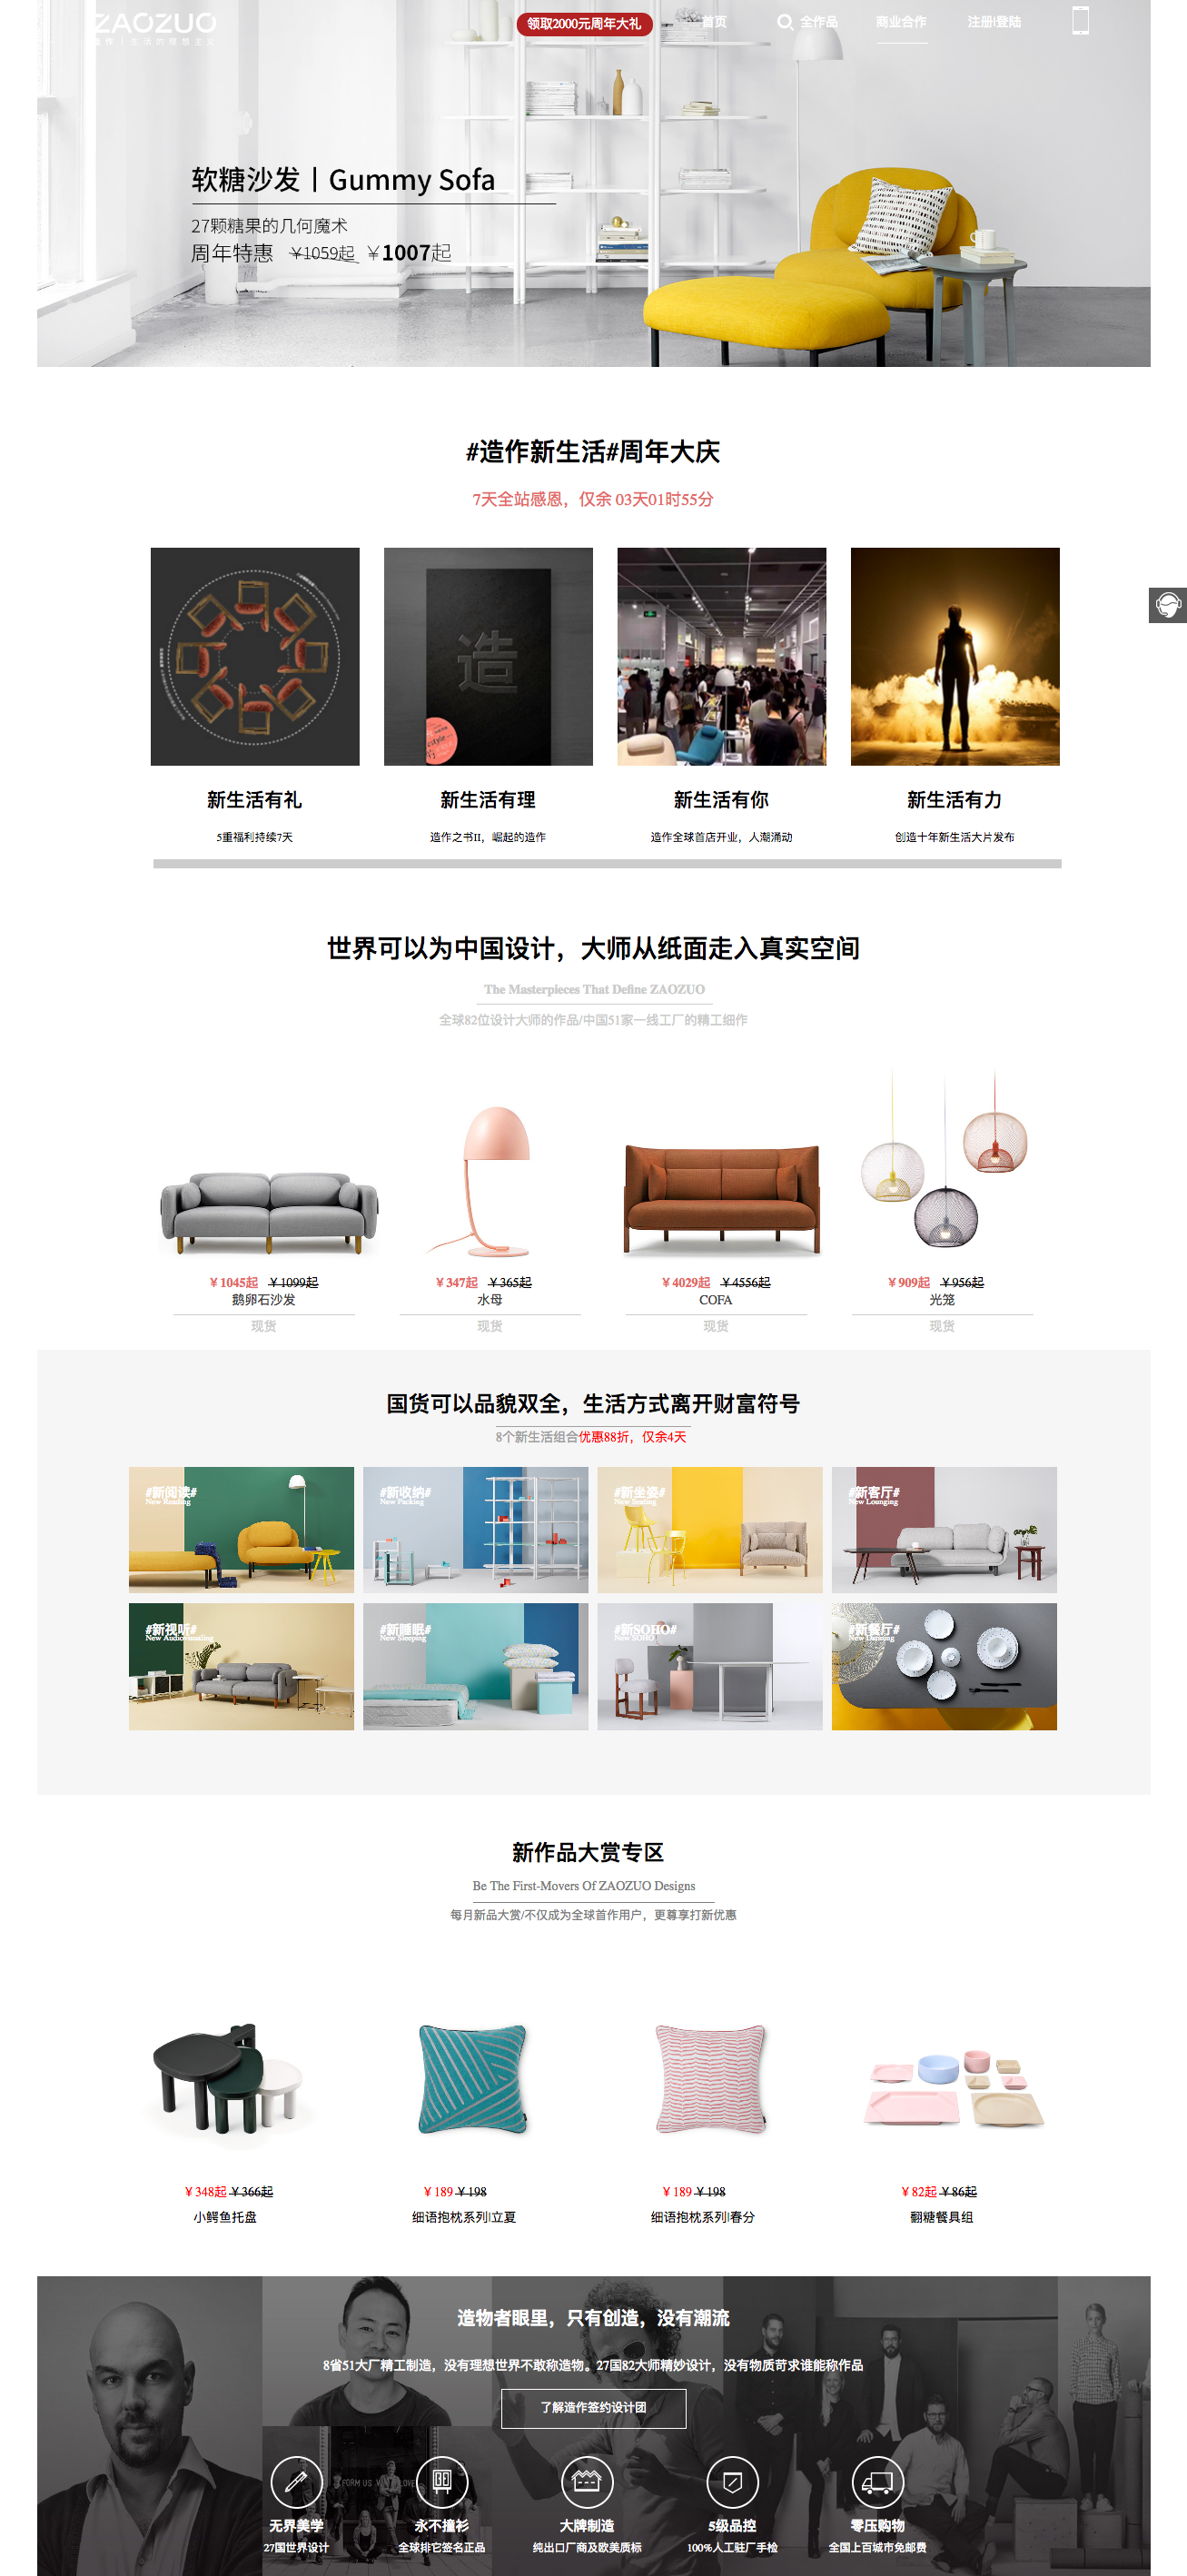 ZAOZUO
造作丨生活的理想主义
领取2000元周年大礼
首页
全作品
商业合作
注册|登陆
软糖沙发丨Gummy Sofa
27颗糖果的几何魔术
周年特惠 ¥1059起 ¥1007起
#造作新生活#周年大庆
7天全站感恩，仅余 03天01时55分
造
新生活有礼
新生活有理
新生活有你
新生活有力
5重福利持续7天
造作之书II，崛起的造作
造作全球首店开业，人潮涌动
创造十年新生活大片发布
世界可以为中国设计，大师从纸面走入真实空间
The Masterpieces That Define ZAOZUO
全球82位设计大师的作品/中国51家一线工厂的精工细作
¥1045起 ¥1099起
鹅卵石沙发
现货
¥347起 ¥365起
水母
现货
¥4029起 ¥4556起
COFA
现货
¥909起 ¥956起
光笼
现货
国货可以品貌双全，生活方式离开财富符号
8个新生活组合优惠88折，仅余4天
#新阅读#
New Reading
#新收纳#
New Packing
#新坐姿#
New Seating
#新客厅#
New Lounging
#新视听#
New Audiovisualing
#新睡眠#
New Sleeping
#新SOHO#
New SOHO
#新餐厅#
New Dinning
新作品大赏专区
Be The First-Movers Of ZAOZUO Designs
每月新品大赏/不仅成为全球首作用户，更尊享打新优惠
¥348起 ¥366起
小鳄鱼托盘
¥189 ¥198
细语抱枕系列|立夏
¥189 ¥198
细语抱枕系列|春分
¥82起 ¥86起
翻糖餐具组
造物者眼里，只有创造，没有潮流
8省51大厂精工制造，没有理想世界不敢称造物。27国82大师精妙设计，没有物质苛求谁能称作品
了解造作签约设计团
FORM US WITH LOVE
无界美学
27国世界设计
永不撞衫
全球排它签名正品
大牌制造
纯出口厂商及欧美质标
5级品控
100%人工驻厂手检
零压购物
全国上百城市免邮费